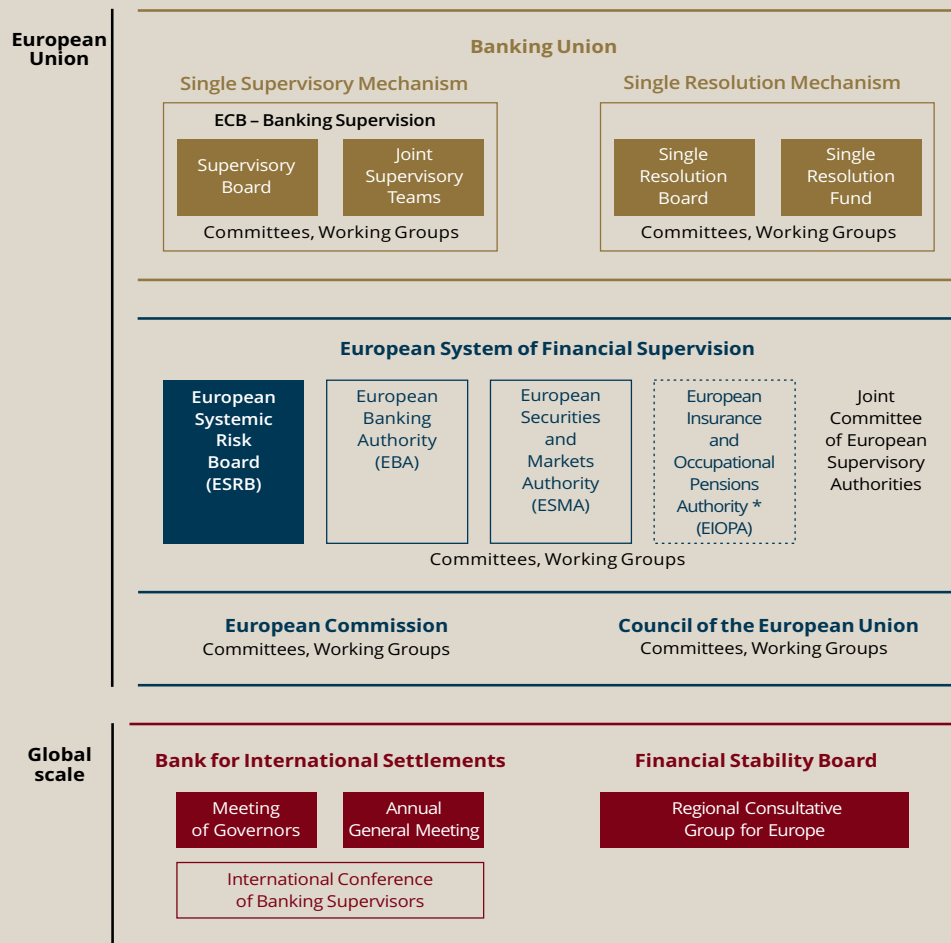 European
Union
Banking Union
Single Supervisory Mechanism
ECB – Banking Supervision
Supervisory
Board
Joint
Supervisory
Teams
Committees, Working Groups
Single Resolution Mechanism
Single
Resolution
Board
Single
Resolution
Fund
Committees, Working Groups
European System of Financial Supervision
European
Systemic
Risk
Board
(ESRB)
European
Banking
Authority
(EBA)
European
Securities
and
Markets
Authority
(ESMA)
European
Insurance
and
Occupational
Pensions
Authority *
(EIOPA)
Joint
Committee
of European
Supervisory
Authorities
Committees, Working Groups
European Commission
Committees, Working Groups
Council of the European Union
Committees, Working Groups
Global
scale
Bank for International Settlements
Meeting
of Governors
Annual
General Meeting
International Conference
of Banking Supervisors
Financial Stability Board
Regional Consultative
Group for Europe